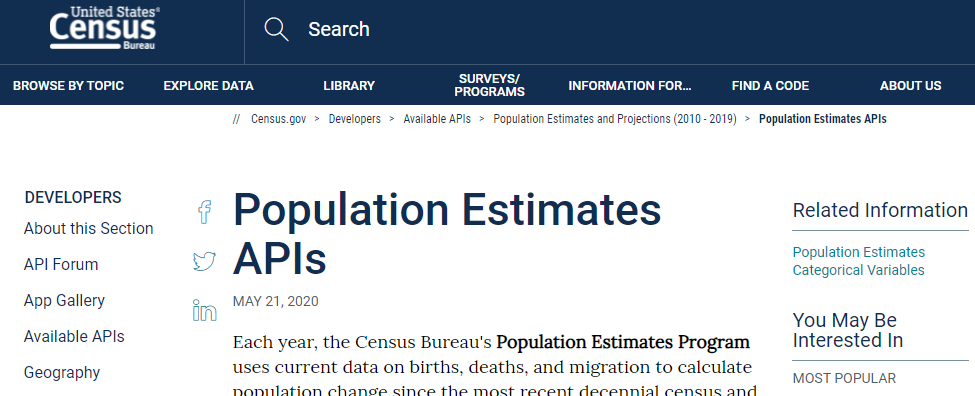 United States®
Census
Bureau
Search
BROWSE BY TOPIC
EXPLORE DATA
LIBRARY
SURVEYS/
PROGRAMS
INFORMATION FOR...
FIND A CODE
ABOUT US
// Census.gov > Developers > Available APIs > Population Estimates and Projections (2010 - 2019) > Population Estimates APIs
DEVELOPERS
About this Section
API Forum
App Gallery
Available APIs
Geography
Population Estimates
APIs
MAY 21, 2020
Each year, the Census Bureau's Population Estimates Program
uses current data on births, deaths, and migration to calculate
population change since the most recent decennial census and
Related Information
Population Estimates
Categorical Variables
You May Be
Interested In
MOST POPULAR